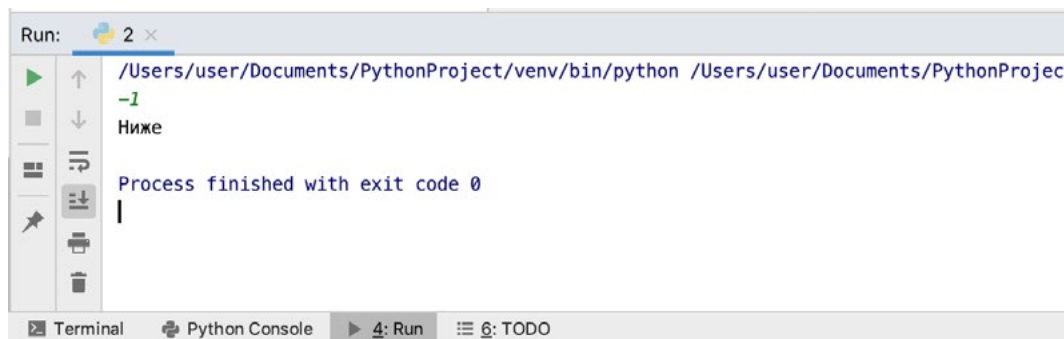 Run: 2
/Users/user/Documents/PythonProject/venv/bin/python /Users/user/Documents/PythonProjec
-1
Ниже
Process finished with exit code 0
Terminal Python Console 4: Run 6: TODO